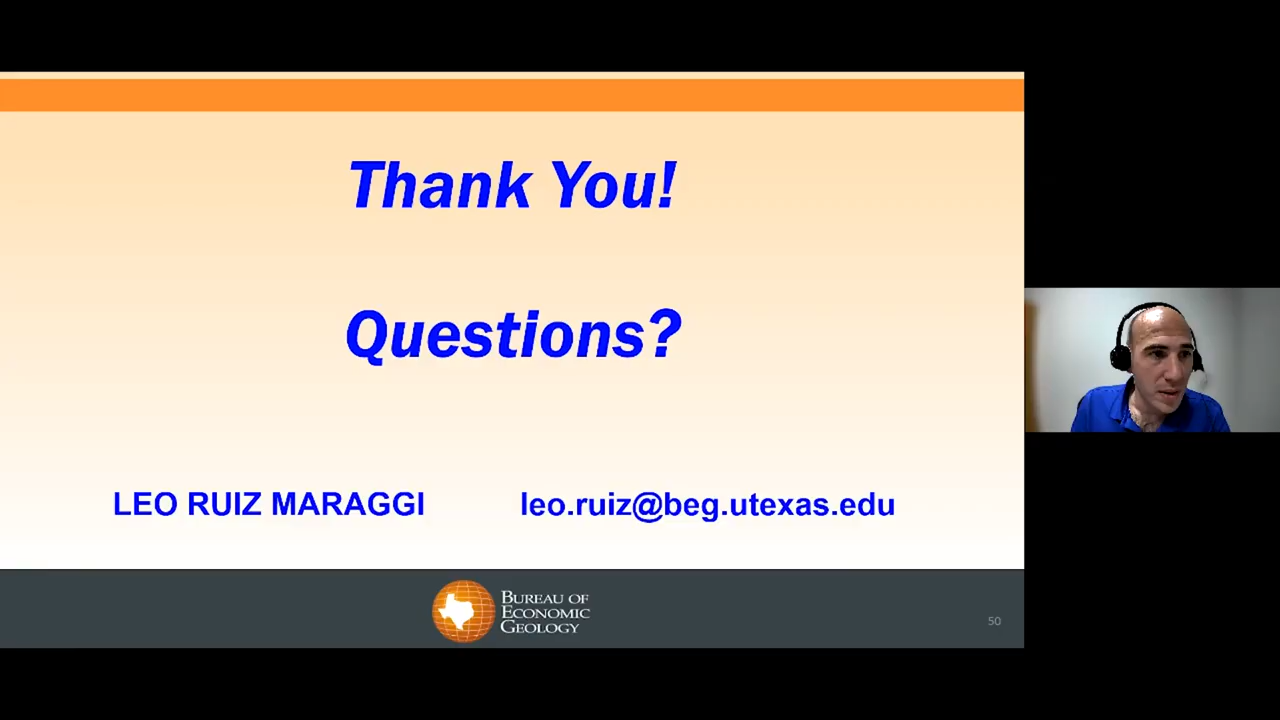 Thank You!
Questions?
LEO RUIZ MARAGGI leo.ruiz@beg.utexas.edu
BUREAU OF
ECONOMIC
GEOLOGY
50